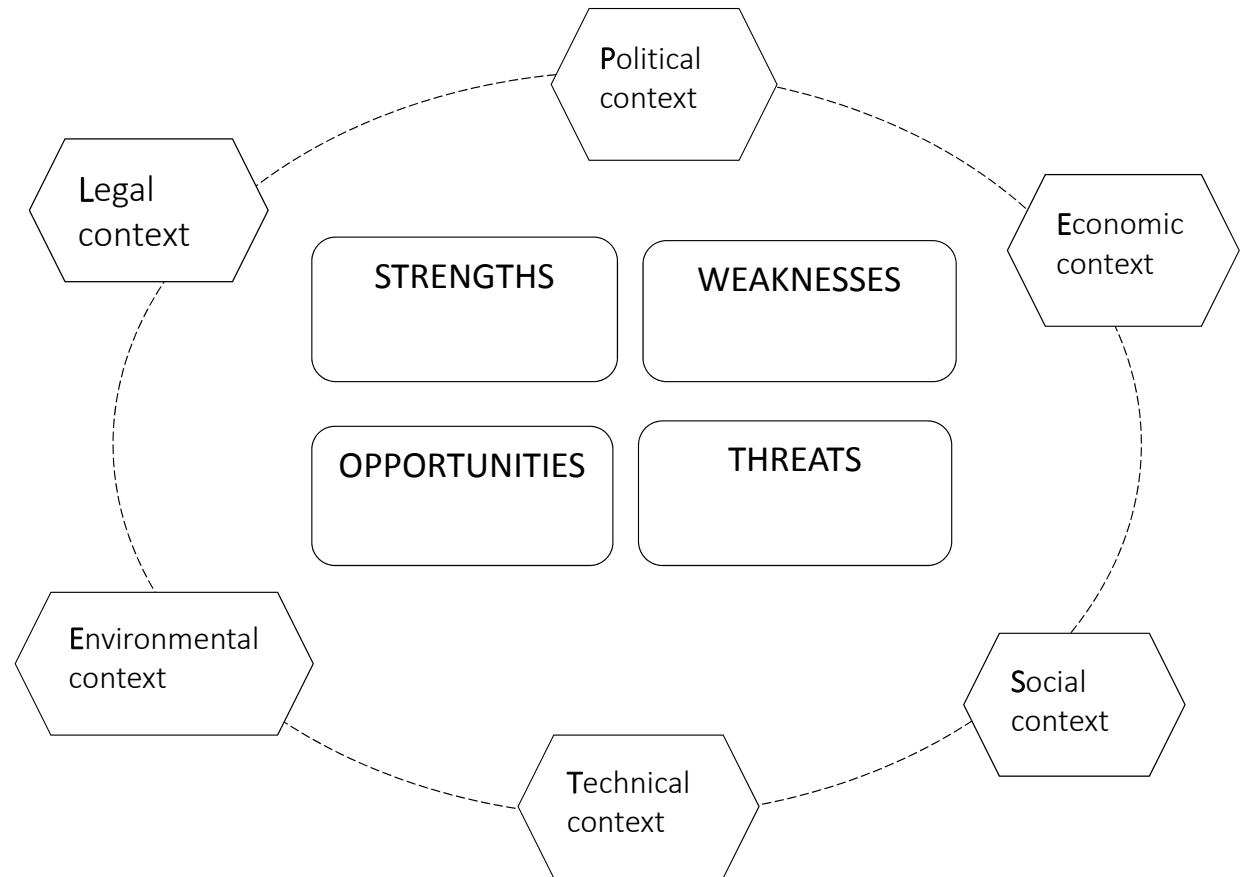 Political
context
Legal
context
Economic
context
STRENGTHS
WEAKNESSES
OPPORTUNITIES
THREATS
Environmental
context
Social
context
Technical
context